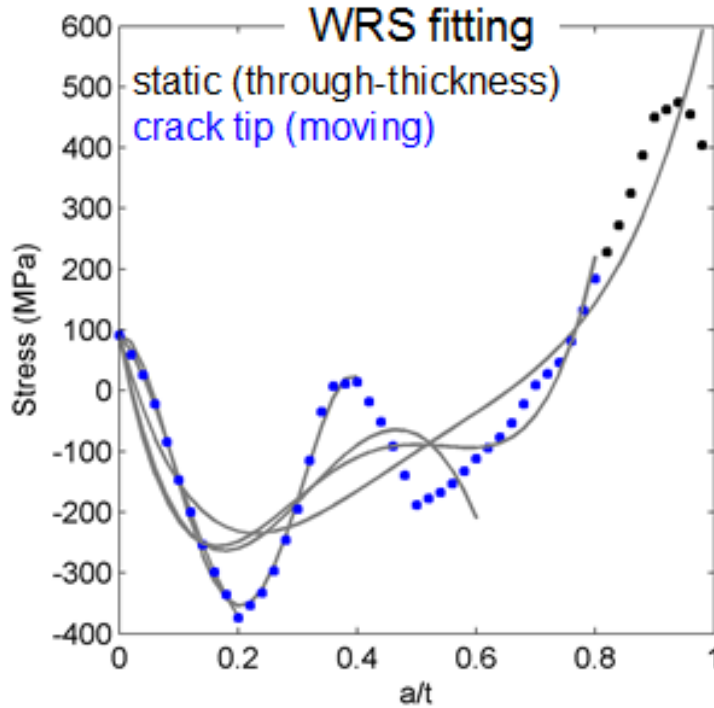 WRS fitting
static (through-thickness)
crack tip (moving)
600
500
400
300
200
100
0
-100
-200
-300
-400
Stress (MPa)
0 0.2 0.4 0.6 0.8 1
a/t